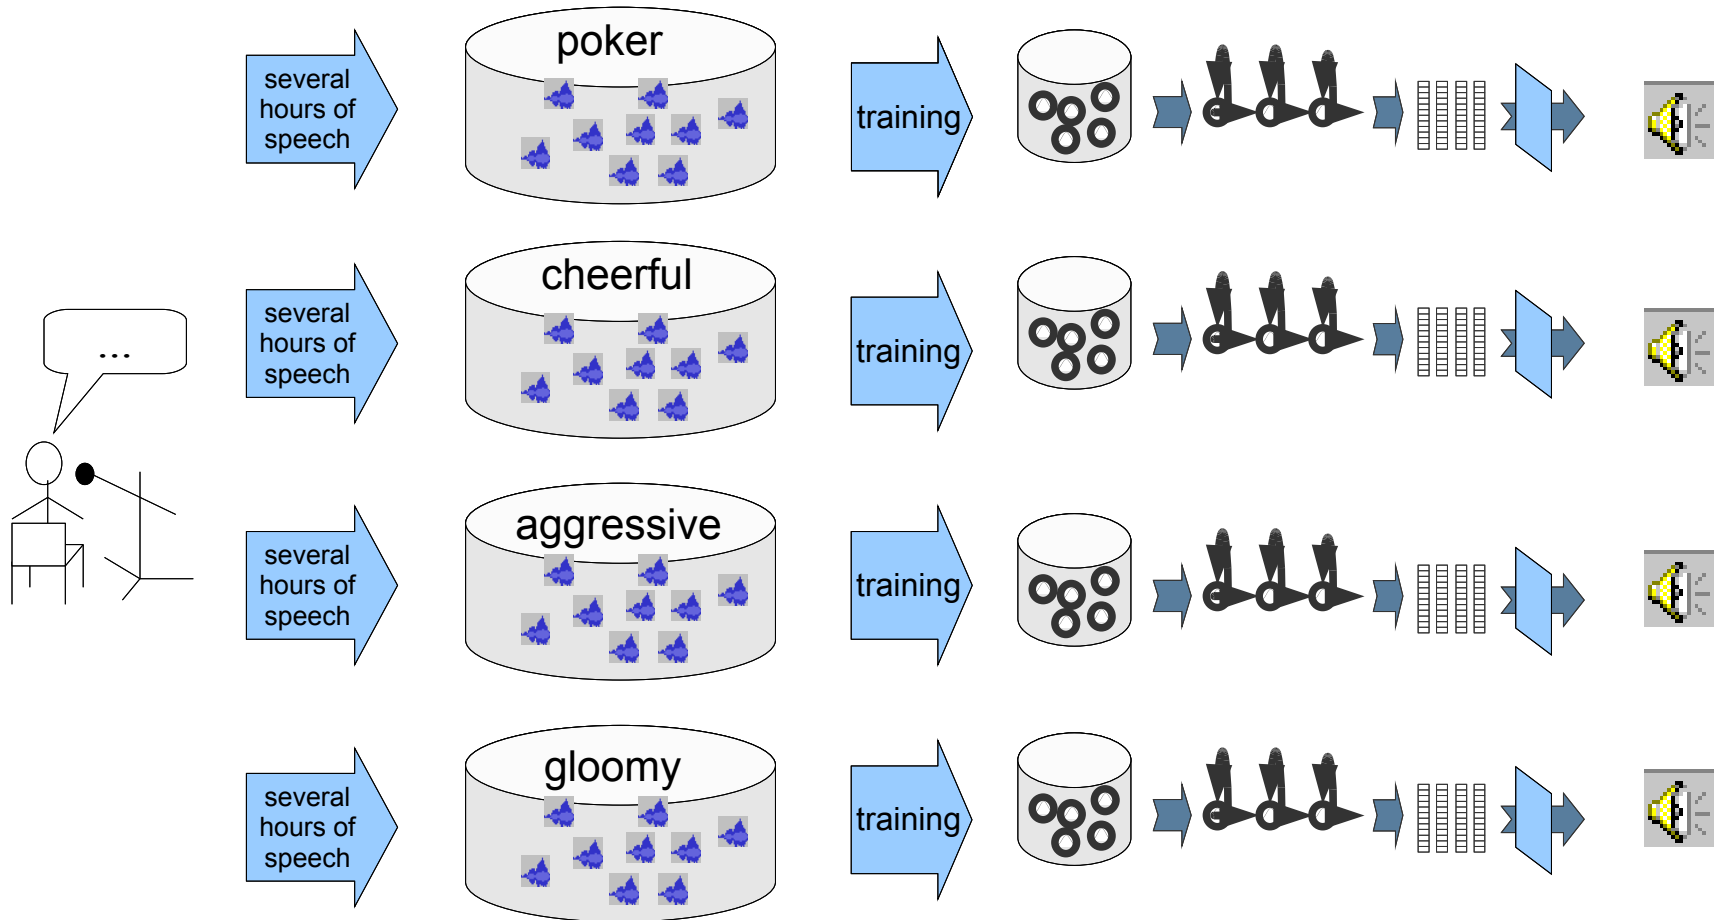 several
hours of
speech
poker
training
...
several
hours of
speech
cheerful
training
several
hours of
speech
aggressive
training
several
hours of
speech
gloomy
training